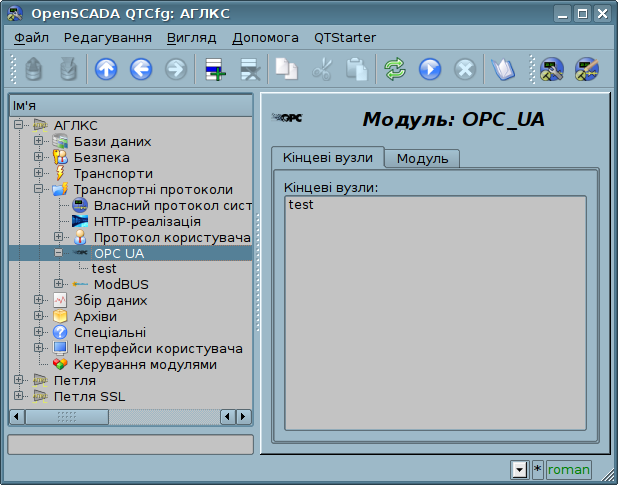 OpenSCADA QTCfg: АГЛКС
Файл Редагування Вигляд Допомога QTStarter
Ім'я
АГЛКС
Бази даних
Безпека
Транспорти
Транспортні протоколи
Власний протокол сист
HTTP-реалізація
Протокол користувача
OPC UA
test
ModBUS
Збір даних
Архіви
Спеціальні
Інтерфейси користувача
Керування модулями
Петля
Петля SSL
OPC Модуль: OPC_UA
Кінцеві вузли Модуль
Кінцеві вузли:
test
* roman